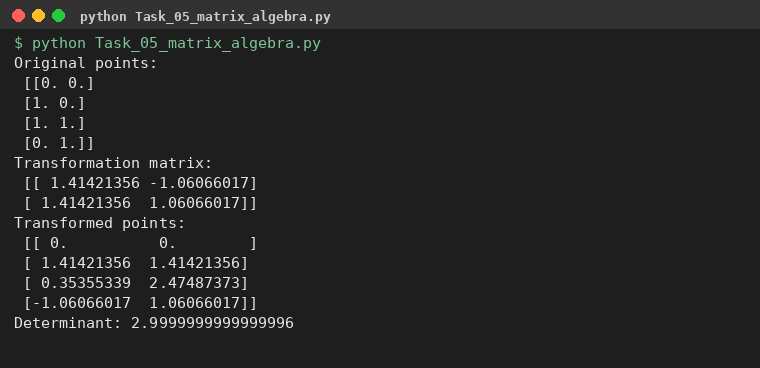 python Task_05_matrix_algebra.py
$ python Task_05_matrix_algebra.py
Original points:
 [[0. 0.]
 [1. 0.]
 [1. 1.]
 [0. 1.]]
Transformation matrix:
 [[ 1.41421356 -1.06066017]
 [ 1.41421356  1.06066017]]
Transformed points:
 [[ 0.          0.        ]
 [ 1.41421356  1.41421356]
 [ 0.35355339  2.47487373]
 [-1.06066017  1.06066017]]
Determinant: 2.9999999999999996